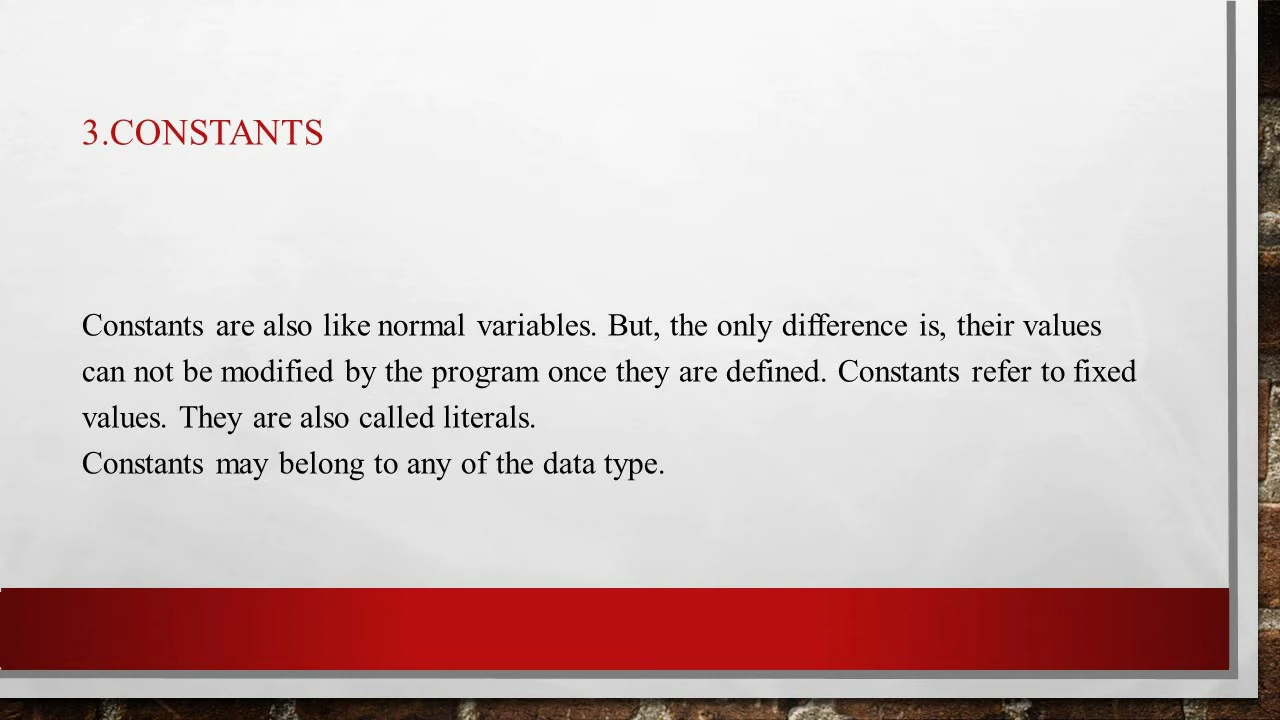 3.CONSTANTS
Constants are also like normal variables. But, the only difference is, their values
can not be modified by the program once they are defined. Constants refer to fixed
values. They are also called literals.
Constants may belong to any of the data type.